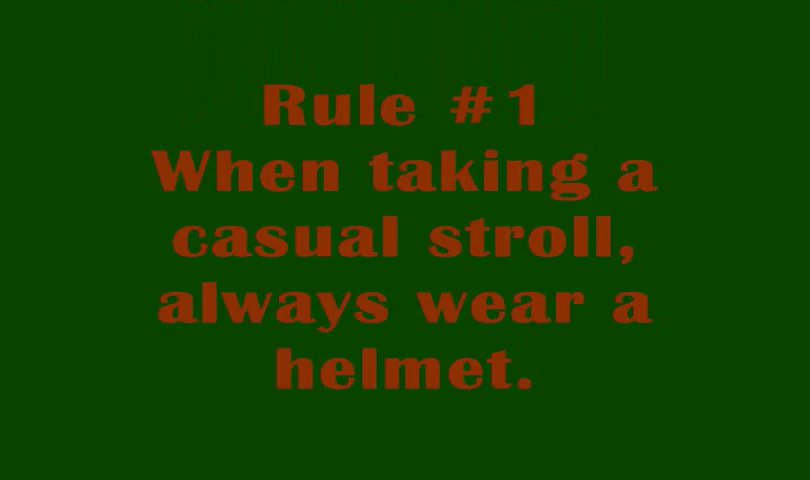 Rule #1
When taking a
casual stroll,
always wear a
helmet.